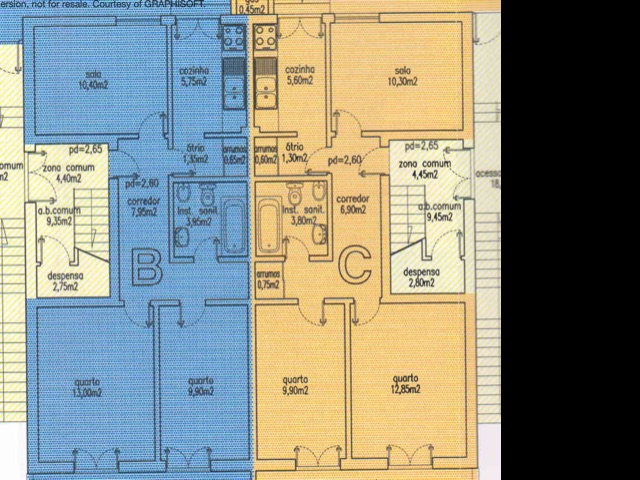 ersion, not for resale. Courtesy of GRAPHISOFT.
0,45m2
sala
10,40m2
cozinha
5,75m2
cozinha
5,60m2
sala
10,30m2
pd=2,65
zona comum
4,40m2
a.b.comum
9,35m2
despensa
2,75m2
átrio
1,35m2
arrumos
0,65m2
arrumos
0,60m2
átrio
1,30m2
pd=2,60
pd=2,60
corredor
7,95m2
inst. sanit.
3,95m2
inst. sanit.
3,80m2
corredor
6,90m2
pd=2,65
zona comum
4,45m2
a.b.comum
9,45m2
despensa
2,80m2
acesso
18,
omum
m2
B
C
arrumos
0,75m2
quarto
13,00m2
quarto
9,90m2
quarto
9,90m2
quarto
12,85m2